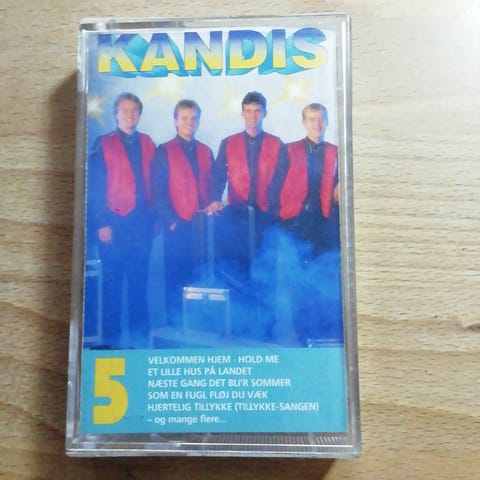 KANDIS
5
VELKOMMEN HJEM · HOLD ME
ET LILLE HUS PÅ LANDET
NÆSTE GANG DET BLI'R SOMMER
SOM EN FUGL FLØJ DU VÆK
HJERTELIG TILLYKKE (TILLYKKE-SANGEN)
– og mange flere...